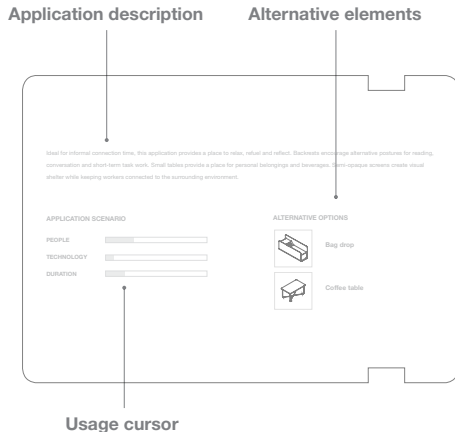 Application description
Alternative elements
Ideal for informal connection time, this application provides a place to relax, refuel and reflect. Backrests encourage alternative postures for reading,
conversation and short-term task work. Small tables provide a place for personal belongings and beverages. Semi-opaque screens create visual
shelter while keeping workers connected to the surrounding environment.
APPLICATION SCENARIO
ALTERNATIVE OPTIONS
PEOPLE
Bag drop
TECHNOLOGY
DURATION
Coffee table
Usage cursor